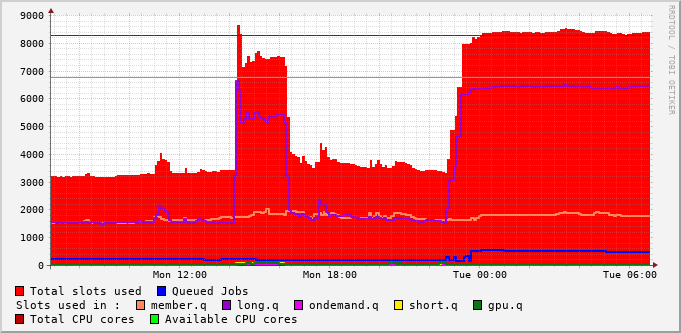 9000
8000
7000
6000
5000
4000
3000
2000
1000
0
Mon 12:00 Mon 18:00 Tue 00:00 Tue 06:00
RRDTOOL / TOBI OETIKER
Total slots used Queued Jobs
Slots used in : member.q long.q ondemand.q short.q gpu.q
Total CPU cores Available CPU cores